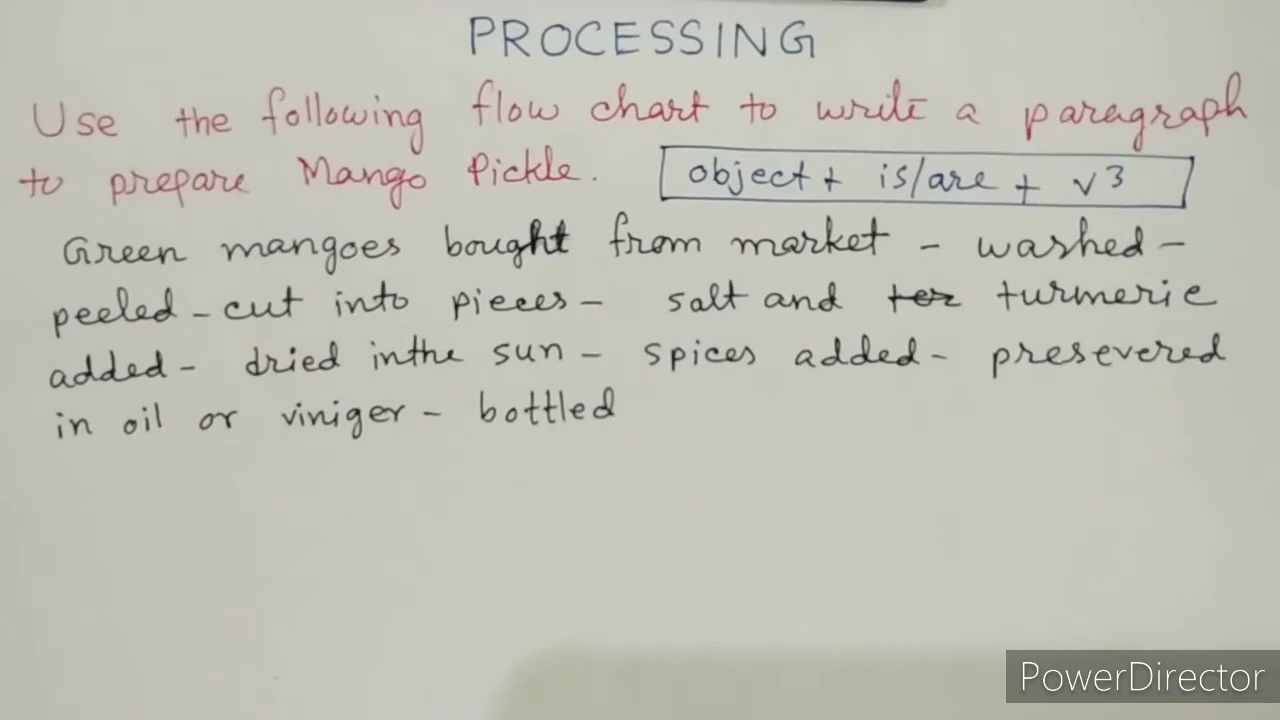 PROCESSING
Use the following flow chart to write a paragraph
to prepare Mango Pickle. object + is/are + v3
Green mangoes bought from market - washed -
peeled - cut into pieces - salt and ter turmeric
added - dried in the sun - spices added - presevered
in oil or viniger - bottled
PowerDirector